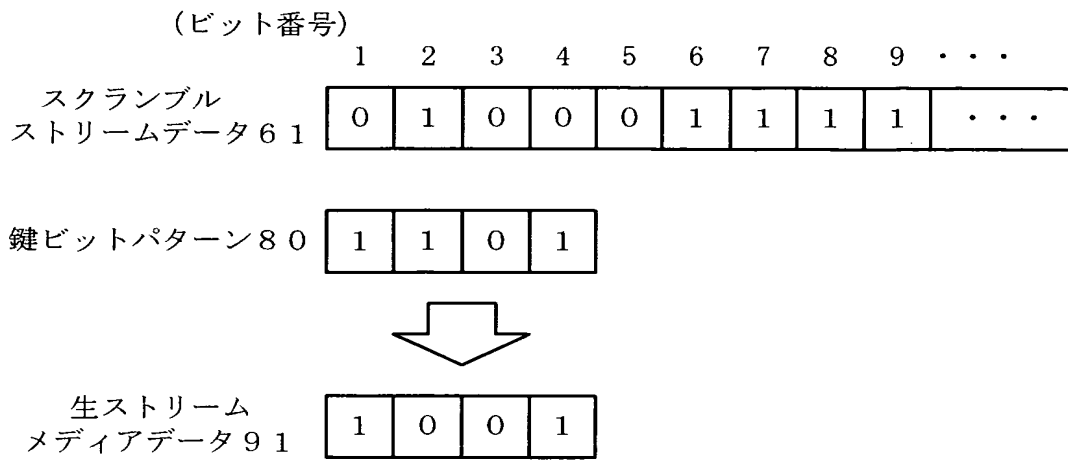 (ビット番号)
1 2 3 4 5 6 7 8 9 ・・・
スクランブル
ストリームデータ61
0 1 0 0 0 1 1 1 1 ・・・
鍵ビットパターン80
1 1 0 1
生ストリーム
メディアデータ91
1 0 0 1